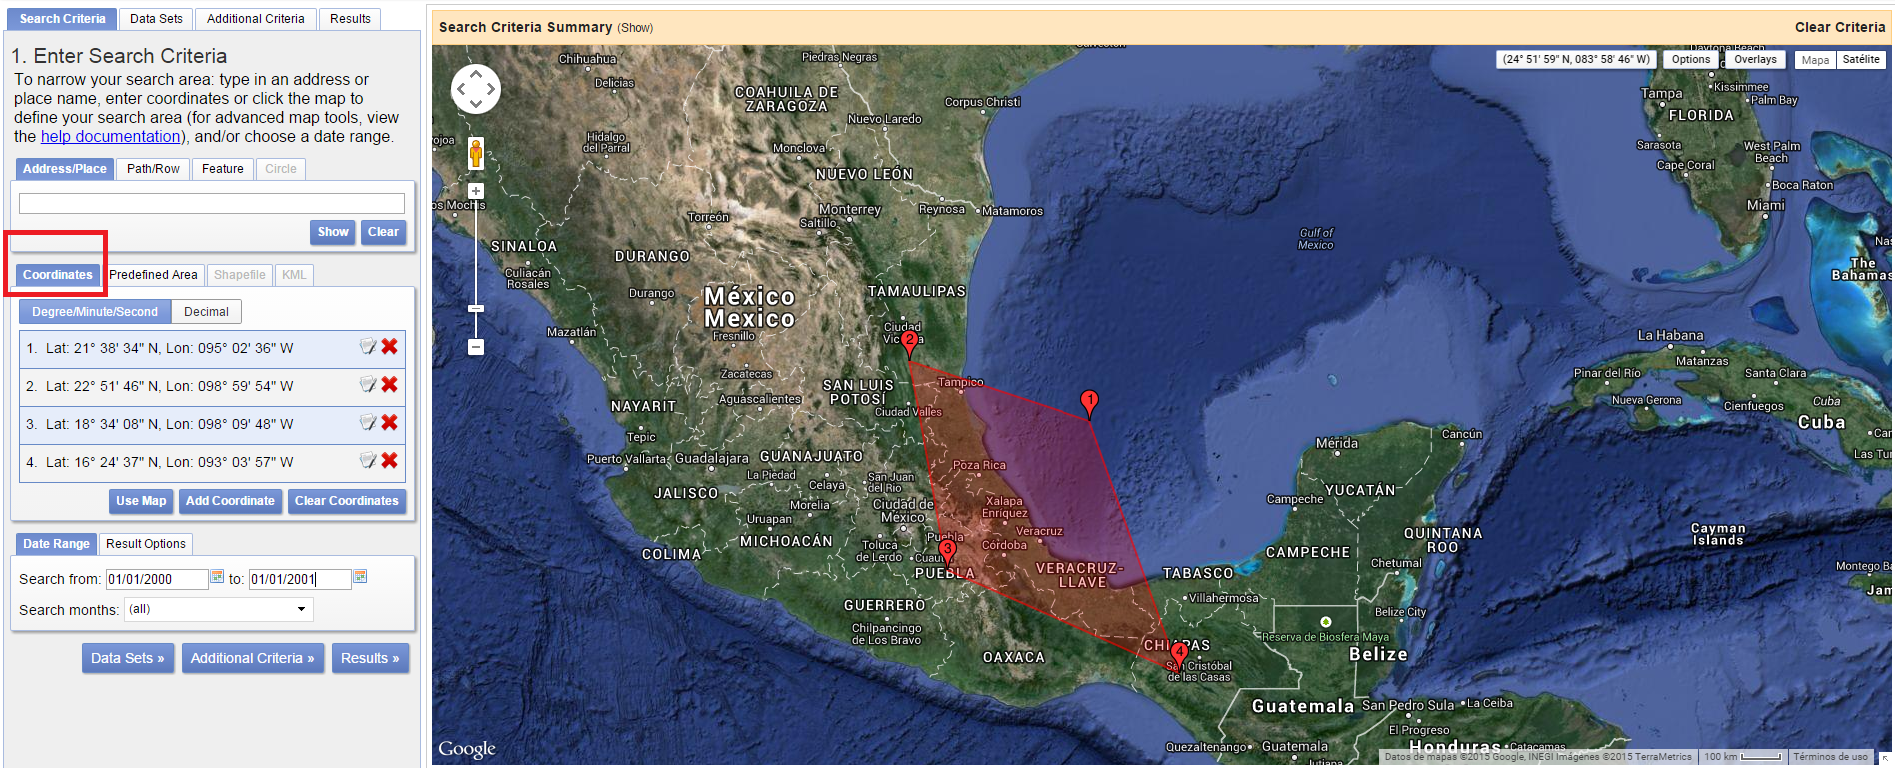 Search Criteria
Data Sets
Additional Criteria
Results
1. Enter Search Criteria
To narrow your search area: type in an address or
place name, enter coordinates or click the map to
define your search area (for advanced map tools, view
the help documentation), and/or choose a date range.
Address/Place
Path/Row
Feature
Circle
Show
Clear
Coordinates
Predefined Area
Shapefile
KML
Degree/Minute/Second
Decimal
1. Lat: 21° 38' 34" N, Lon: 095° 02' 36" W
2. Lat: 22° 51' 46" N, Lon: 098° 59' 54" W
3. Lat: 18° 34' 08" N, Lon: 098° 09' 48" W
4. Lat: 16° 24' 37" N, Lon: 093° 03' 57" W
Use Map
Add Coordinate
Clear Coordinates
Date Range
Result Options
Search from: 01/01/2000 to: 01/01/2001
Search months: (all)
Data Sets »
Additional Criteria »
Results »
Search Criteria Summary (Show)
Clear Criteria
(24° 51' 59" N, 083° 58' 46" W)
Options
Overlays
Mapa
Satélite
Chihuahua
Delicias
Piedras Negras
COAHUILA DE
ZARAGOZA
Nuevo Laredo
Corpus Christi
Hidalgo
del Parral
Monclova
NUEVO LEÓN
os Mochis
Torreón
Monterrey
Saltillo
Reynosa
Matamoros
SINALOA
Culiacán
Rosales
DURANGO
Durango
México
Mexico
Fresnillo
TAMAULIPAS
Ciudad
Mazatlán
2
Zacatecas
SAN LUIS
POTOSÍ
Tampico
Aguascalientes
Ciudad Valles
NAYARIT
Tepic
1
Puerto Vallarta
Guadalajara
GUANAJUATO
La Piedad
Celaya
San Juan
del Río
Poza Rica
JALISCO
Morelia
Ciudad de
México
Xalapa
Enríquez
Uruapan
MICHOACÁN
Toluca
de Lerdo
Puebla
Veracruz
Córdoba
COLIMA
3
PUEBLA
VERACRUZ-
LLAVE
GUERRERO
Chilpancingo
de Los Bravo
OAXACA
TABASCO
Villahermosa
4
San Cristóbal
de las Casas
Gulf of
Mexico
Mérida
Cancún
YUCATÁN
Campeche
CAMPECHE
QUINTANA
ROO
Chetumal
Belize City
Reserva de Biosfera Maya
Belize
Guatemala
San Pedro Sula
La Ceiba
El Progreso
Quezaltenango
Guatemala
Honduras
Catacamas
Daytona Beach
Kissimmee
Tampa
Palm Bay
FLORIDA
Sarasota
West Palm
Beach
Cape Coral
Boca Raton
Miami
The
Bahamas
La Habana
Matanzas
Pinar del Río
Santa Clara
Nueva Gerona
Cienfuegos
Cuba
Cuba
Cayman
Islands
Montego Ba
Jam
Google
Datos de mapas ©2015 Google, INEGI Imágenes ©2015 TerraMetrics
100 km
Términos de uso